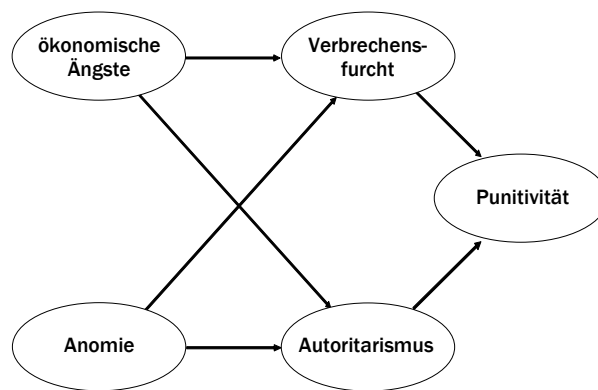 ökonomische
Ängste
Verbrechens-
furcht
Punitivität
Anomie
Autoritarismus